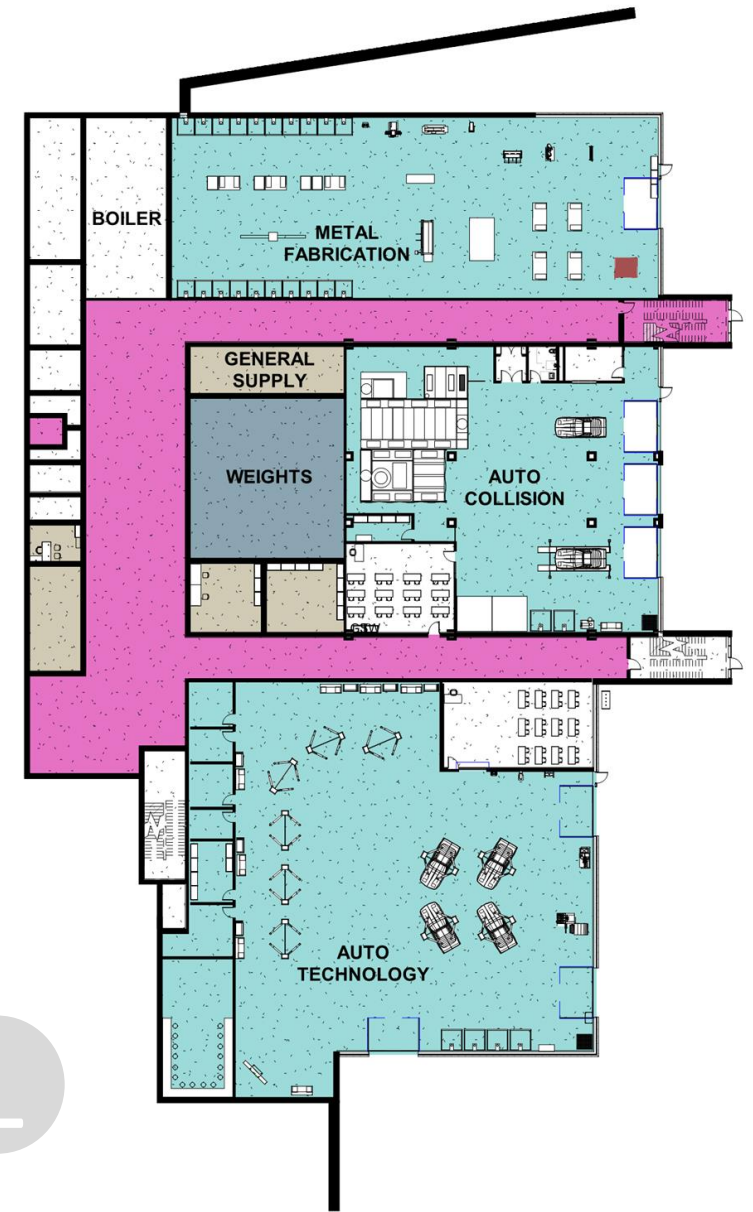 BOILER
METAL
FABRICATION
GENERAL
SUPPLY
WEIGHTS
AUTO
COLLISION
AUTO
TECHNOLOGY